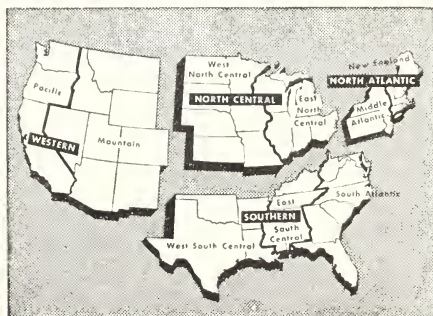 Pacific
WESTERN
Mountain
West
North Central
NORTH CENTRAL
East
North
Central
New England
NORTH ATLANTIC
Middle
Atlantic
West South Central
SOUTHERN
East
South
Central
South Atlantic